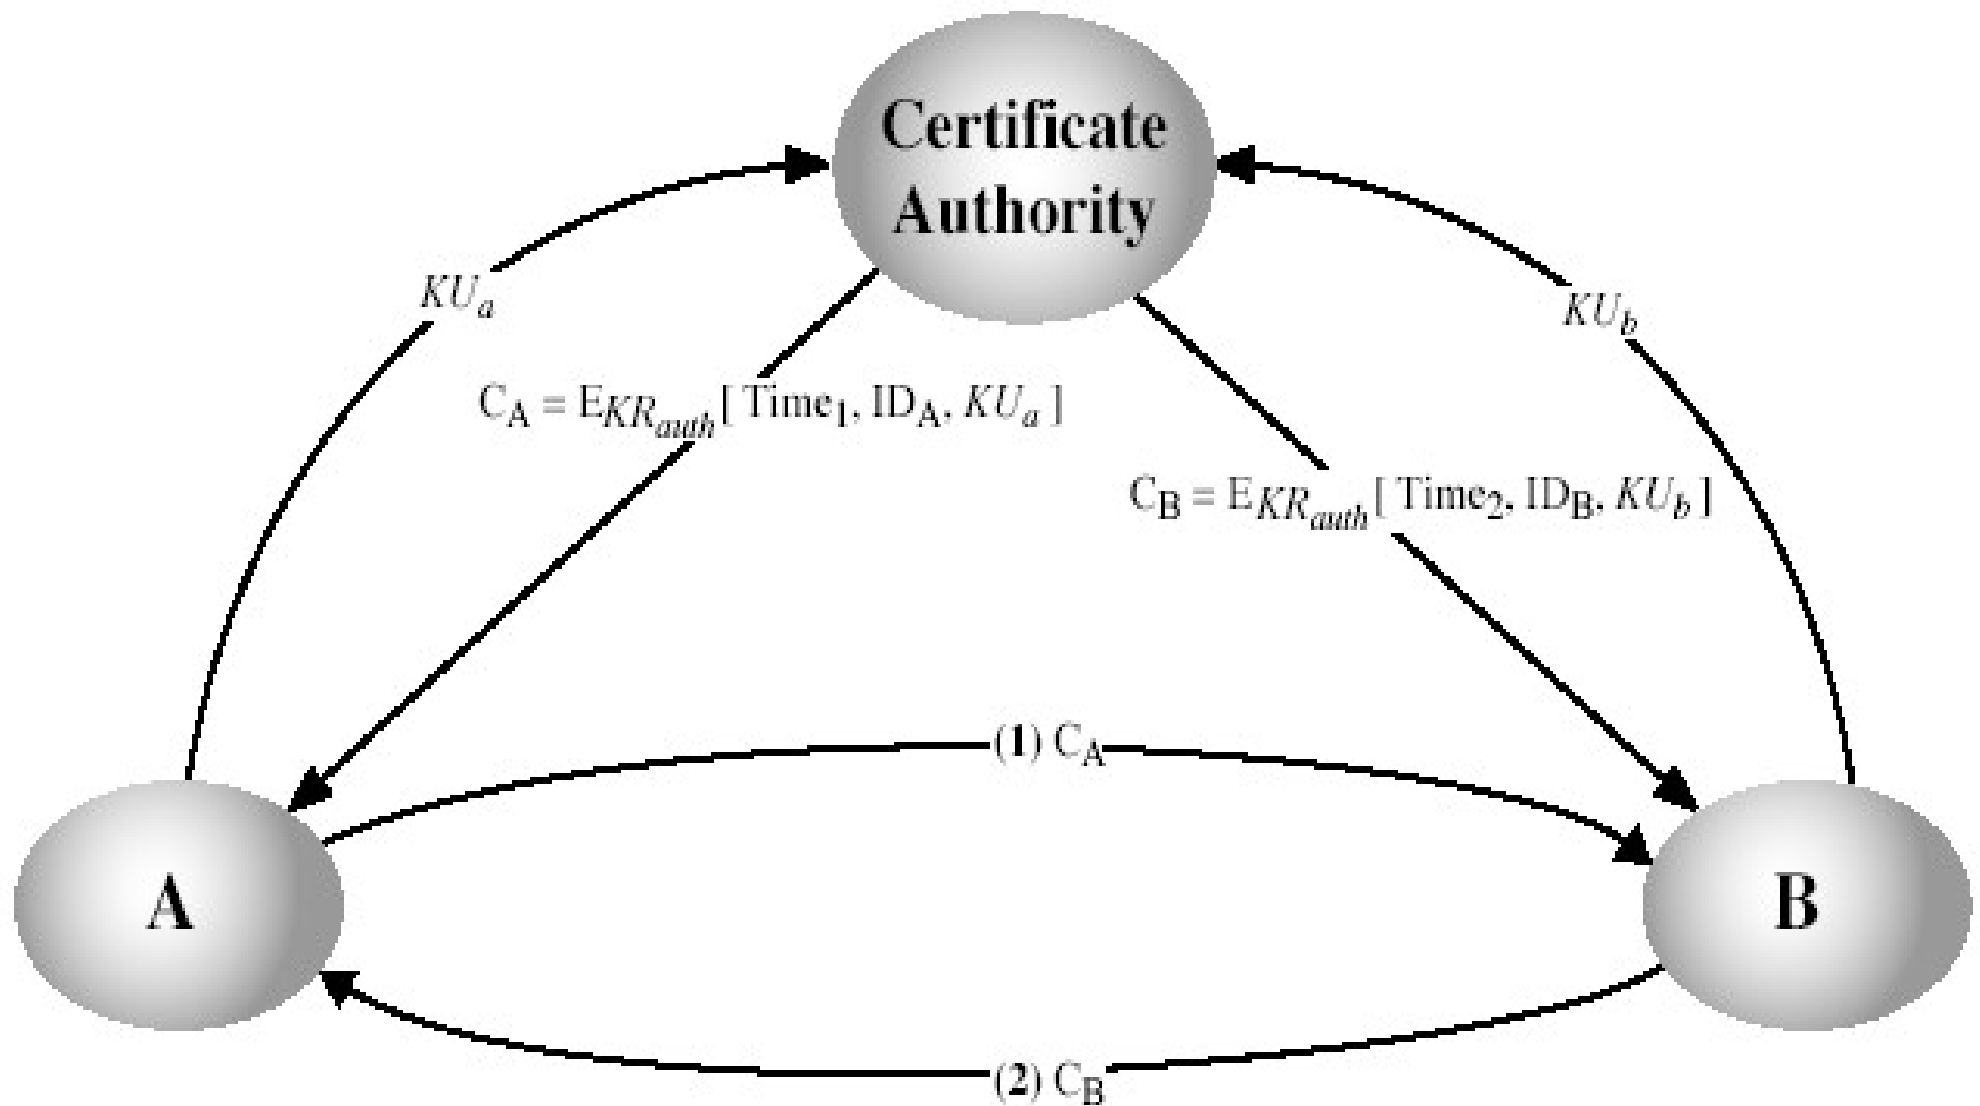 Certificate
Authority
KUa
KUb
CA = EKRauth[ Time1, IDA, KUa ]
CB = EKRauth[ Time2, IDB, KUb ]
(1) CA
A
B
(2) CB